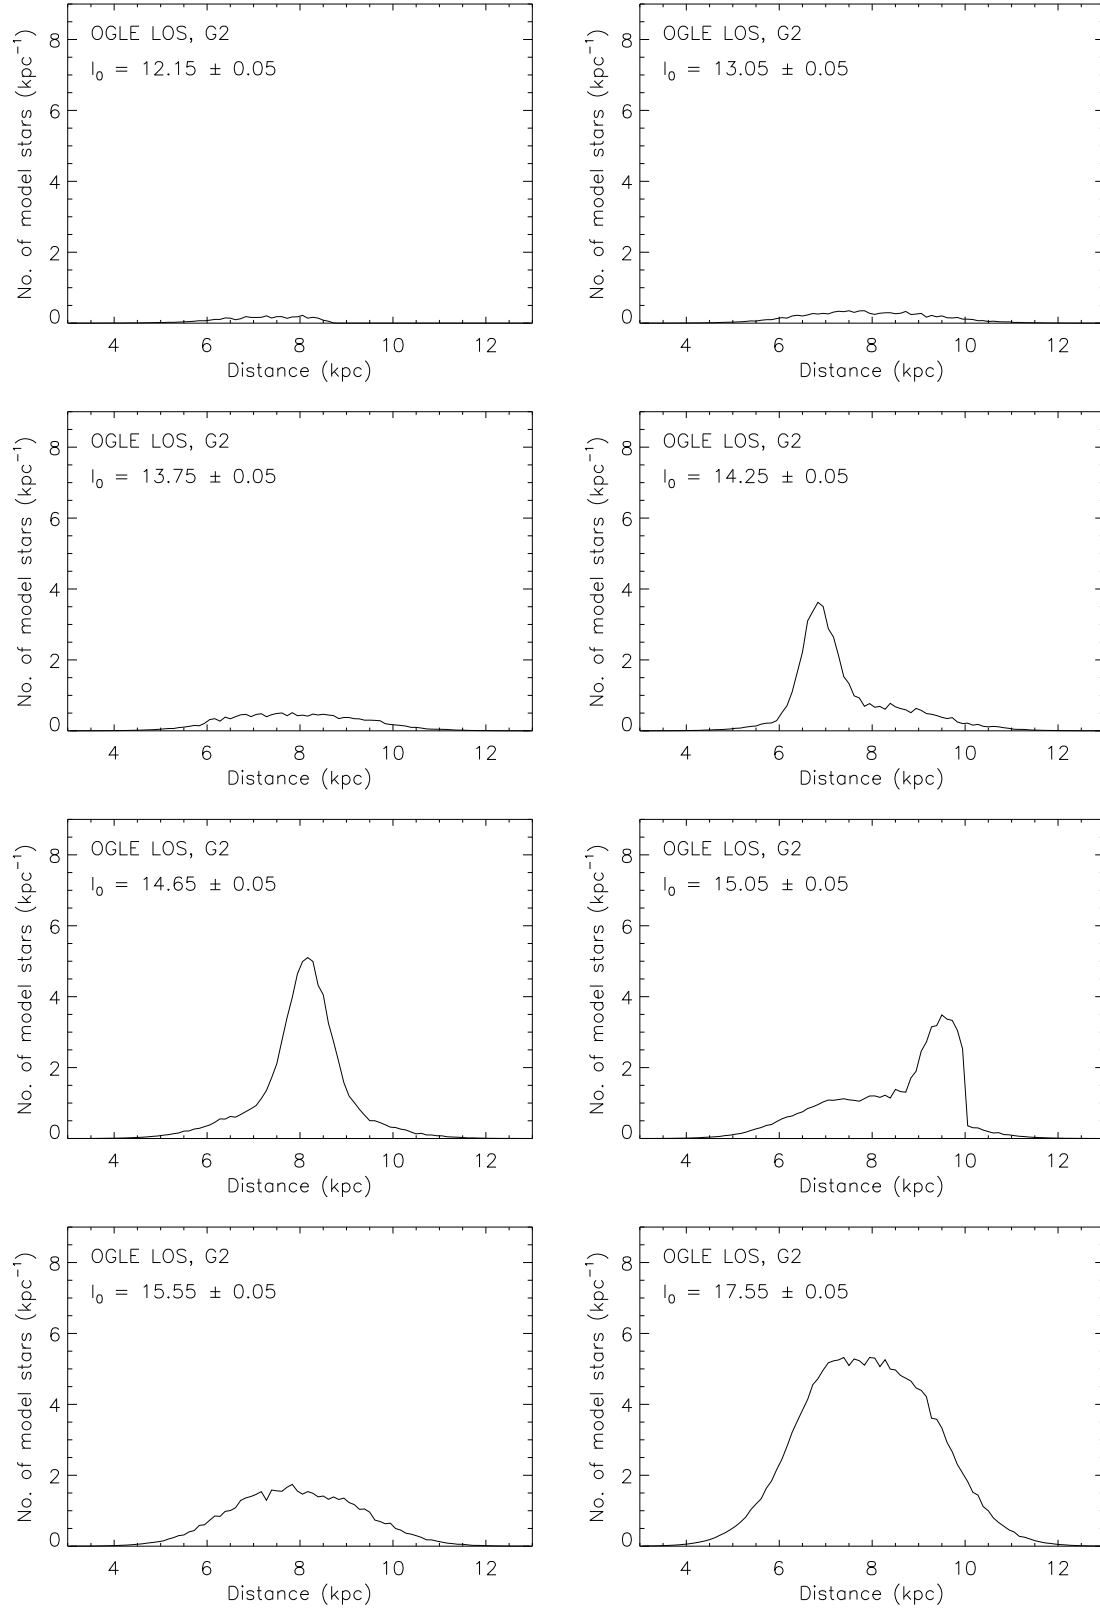 OGLE LOS, G2
I₀ = 12.15 ± 0.05
No. of model stars (kpc⁻¹)
8
6
4
2
0
4 6 8 10 12
Distance (kpc)
OGLE LOS, G2
I₀ = 13.05 ± 0.05
No. of model stars (kpc⁻¹)
8
6
4
2
0
4 6 8 10 12
Distance (kpc)
OGLE LOS, G2
I₀ = 13.75 ± 0.05
No. of model stars (kpc⁻¹)
8
6
4
2
0
4 6 8 10 12
Distance (kpc)
OGLE LOS, G2
I₀ = 14.25 ± 0.05
No. of model stars (kpc⁻¹)
8
6
4
2
0
4 6 8 10 12
Distance (kpc)
OGLE LOS, G2
I₀ = 14.65 ± 0.05
No. of model stars (kpc⁻¹)
8
6
4
2
0
4 6 8 10 12
Distance (kpc)
OGLE LOS, G2
I₀ = 15.05 ± 0.05
No. of model stars (kpc⁻¹)
8
6
4
2
0
4 6 8 10 12
Distance (kpc)
OGLE LOS, G2
I₀ = 15.55 ± 0.05
No. of model stars (kpc⁻¹)
8
6
4
2
0
4 6 8 10 12
Distance (kpc)
OGLE LOS, G2
I₀ = 17.55 ± 0.05
No. of model stars (kpc⁻¹)
8
6
4
2
0
4 6 8 10 12
Distance (kpc)